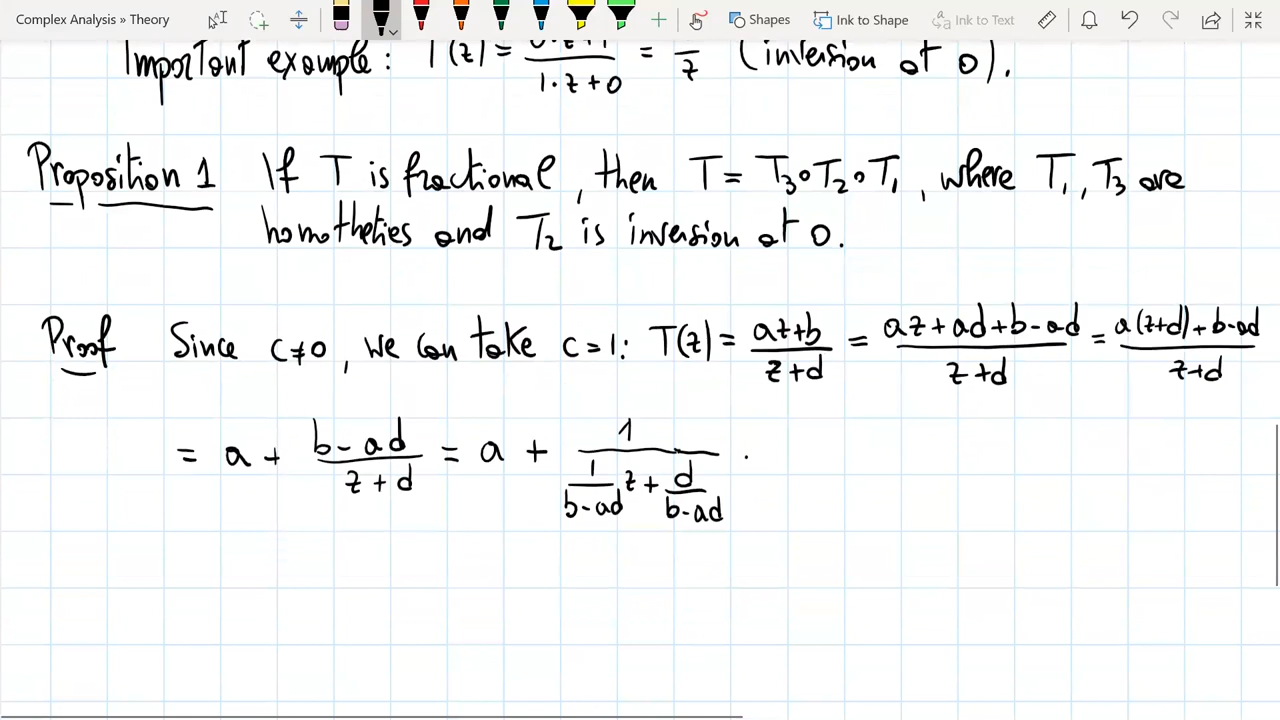 Complex Analysis » Theory
Shapes
Ink to Shape
Ink to Text
Important example: T(z) = 0·z+1 / 1·z+0 = / z (inversion at 0).
Proposition 1 If T is fractional, then T = T₃∘T₂∘T₁, where T₁, T₃ are
homotheties and T₂ is inversion at 0.
Proof Since c≠0, we can take c=1: T(z) = az+b / z+d = az+ad+b-ad / z+d = a(z+d)+b-ad / z+d
= a + b-ad / z+d = a + 1 / (1/b-ad z + d/b-ad) .